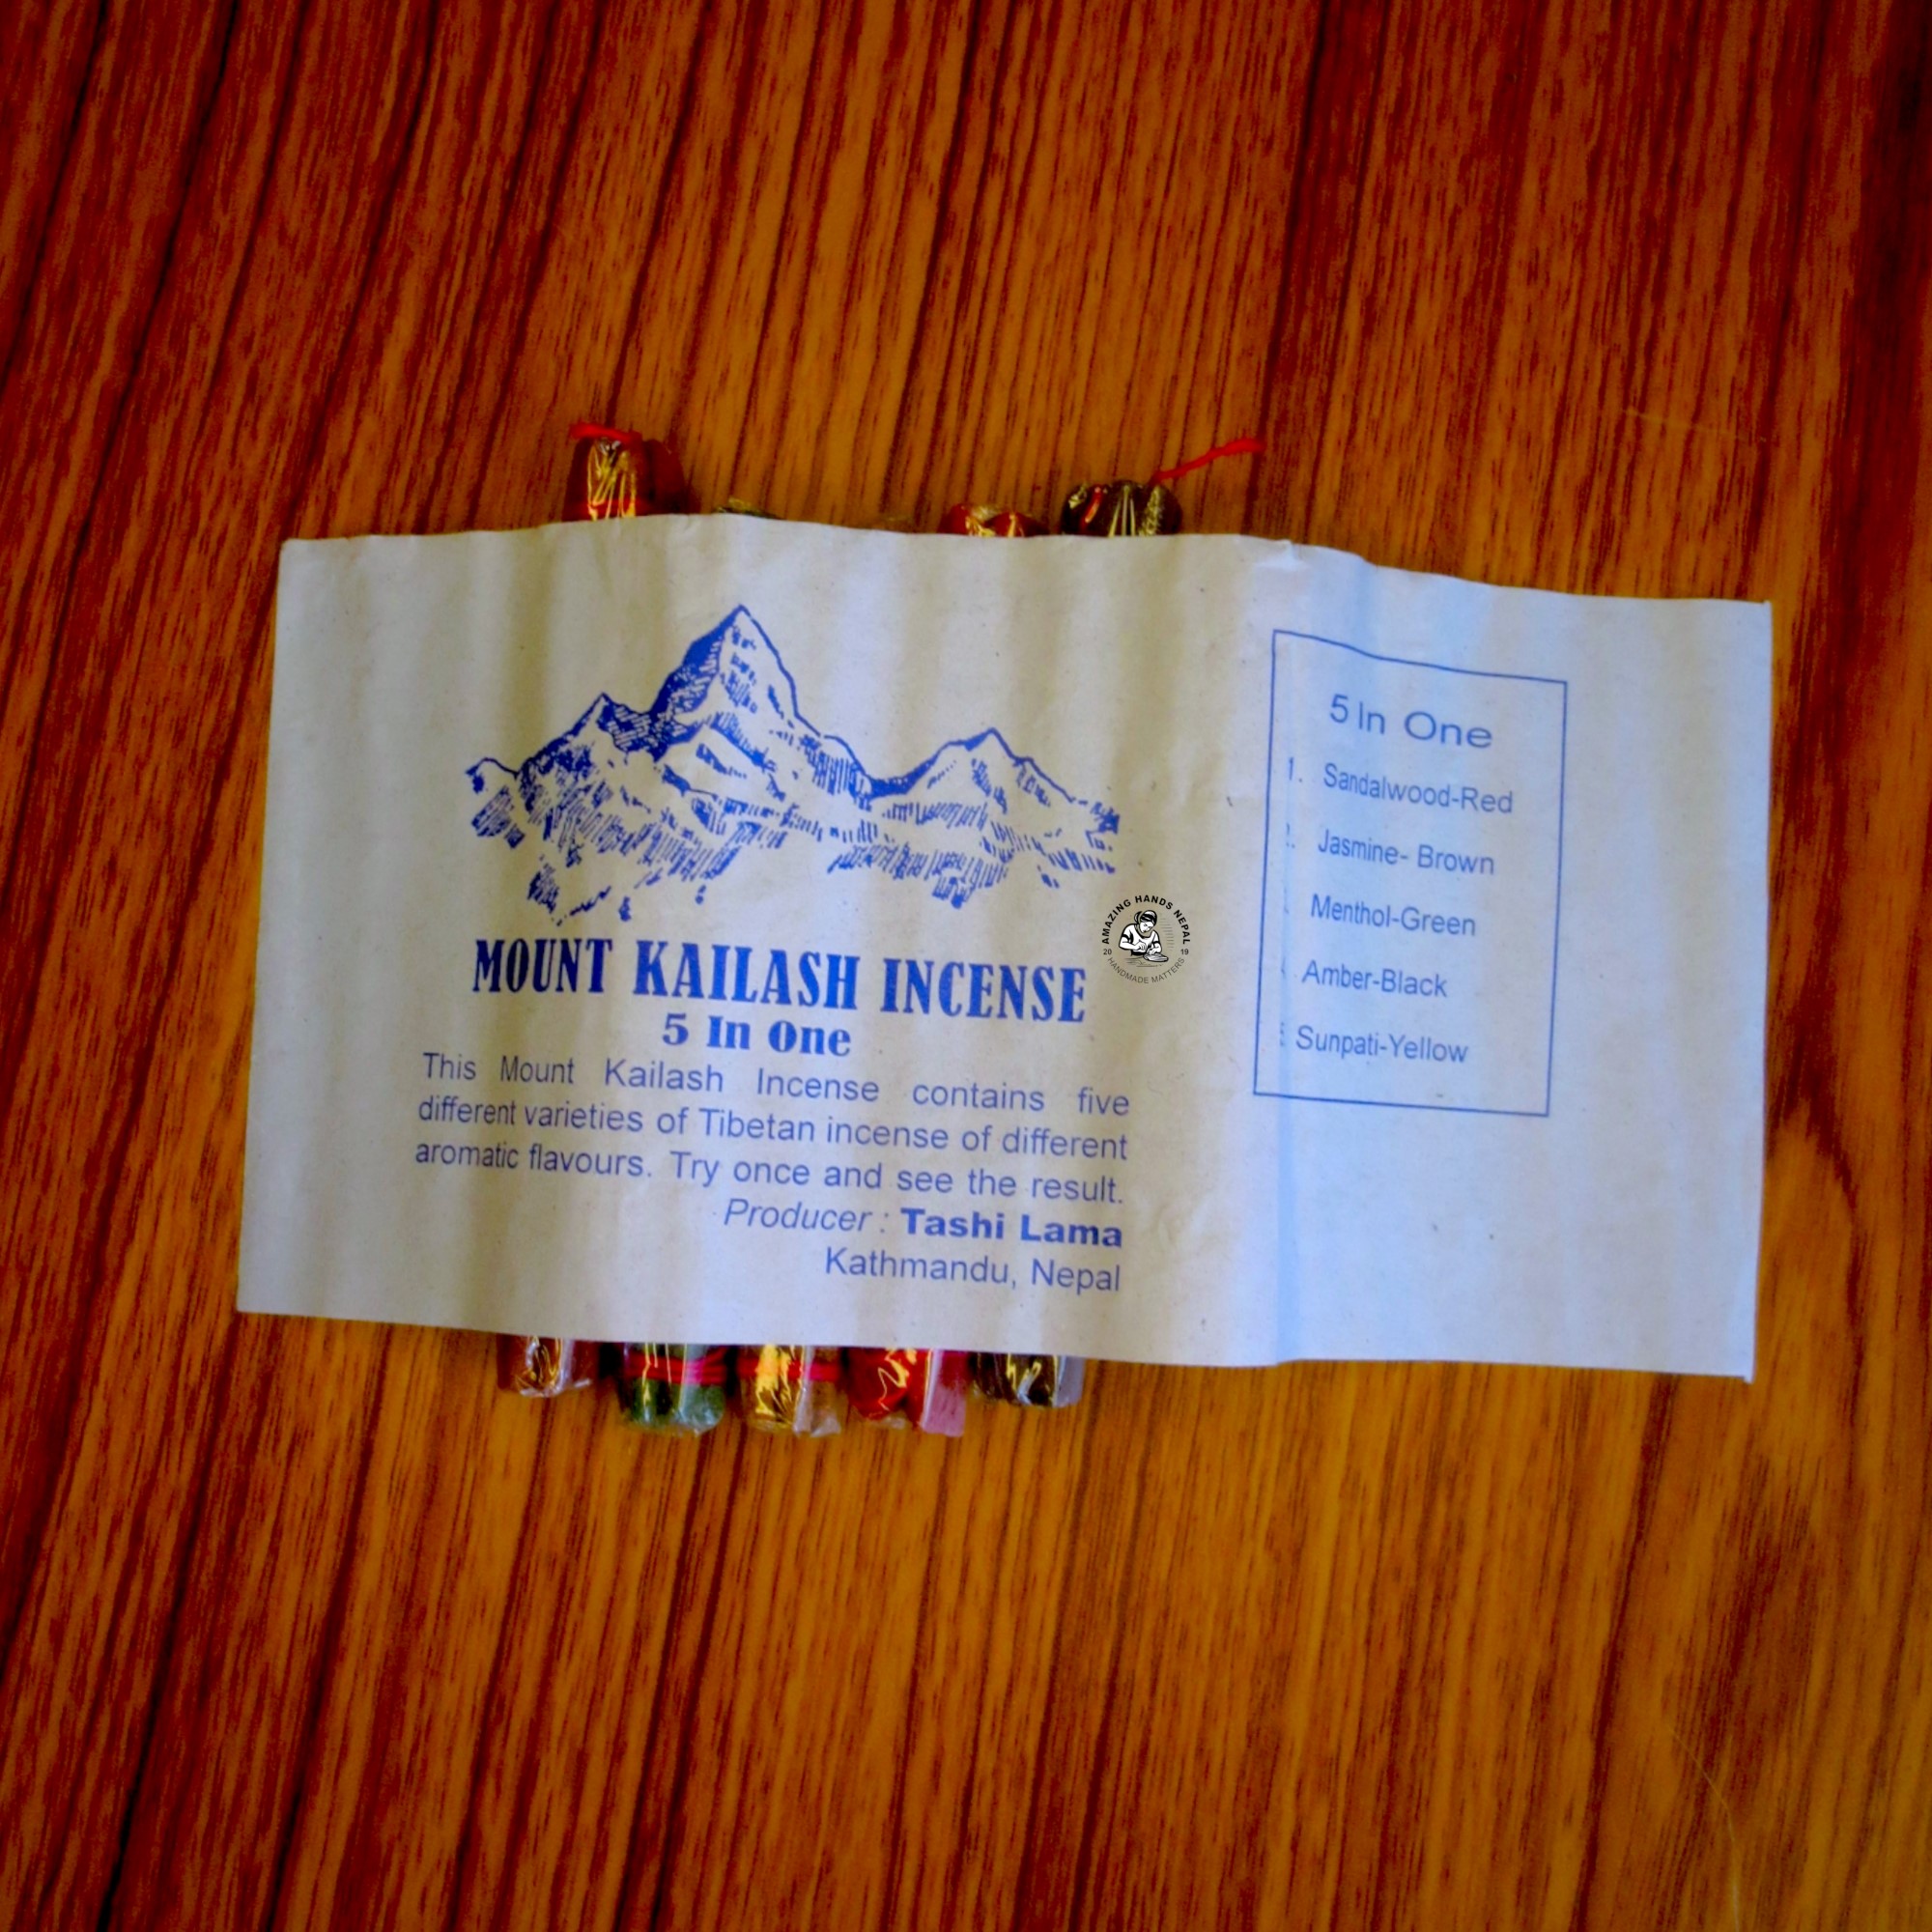 MOUNT KAILASH INCENSE
5 In One
This Mount Kailash Incense contains five
different varieties of Tibetan incense of different
aromatic flavours. Try once and see the result.
Producer : Tashi Lama
Kathmandu, Nepal
AMAZING HANDS NEPAL
20 19
HANDMADE MATTERS
5 In One
1. Sandalwood-Red
Jasmine- Brown
Menthol-Green
Amber-Black
Sunpati-Yellow